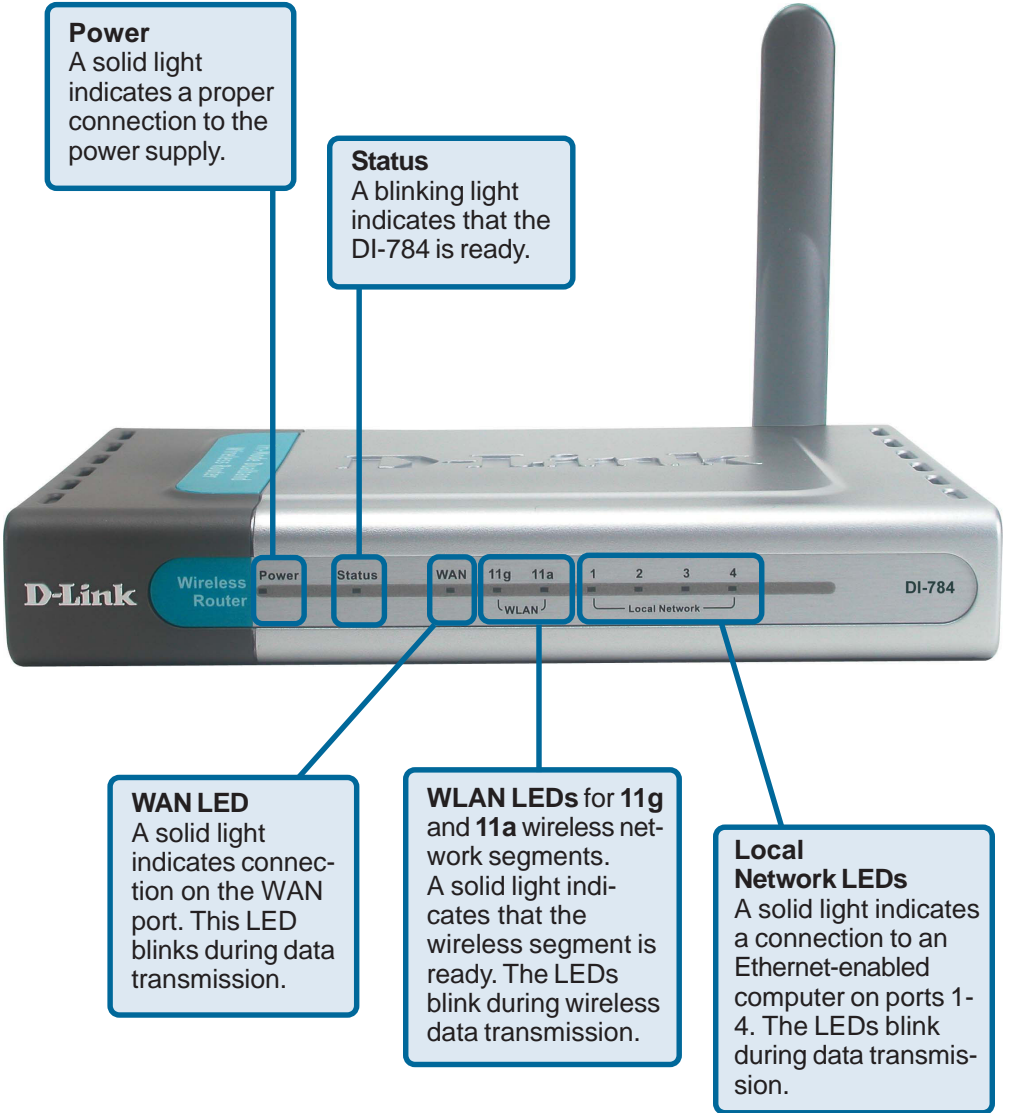 Power
A solid light
indicates a proper
connection to the
power supply.
Status
A blinking light
indicates that the
DI-784 is ready.
D-Link
Wireless Router
D-Link
Wireless
Router
Power
Status
WAN
11g 11a
WLAN
1 2 3 4
Local Network
DI-784
WAN LED
A solid light
indicates connec-
tion on the WAN
port. This LED
blinks during data
transmission.
WLAN LEDs for 11g
and 11a wireless net-
work segments.
A solid light indi-
cates that the
wireless segment is
ready. The LEDs
blink during wireless
data transmission.
Local
Network LEDs
A solid light indicates
a connection to an
Ethernet-enabled
computer on ports 1-
4. The LEDs blink
during data transmis-
sion.